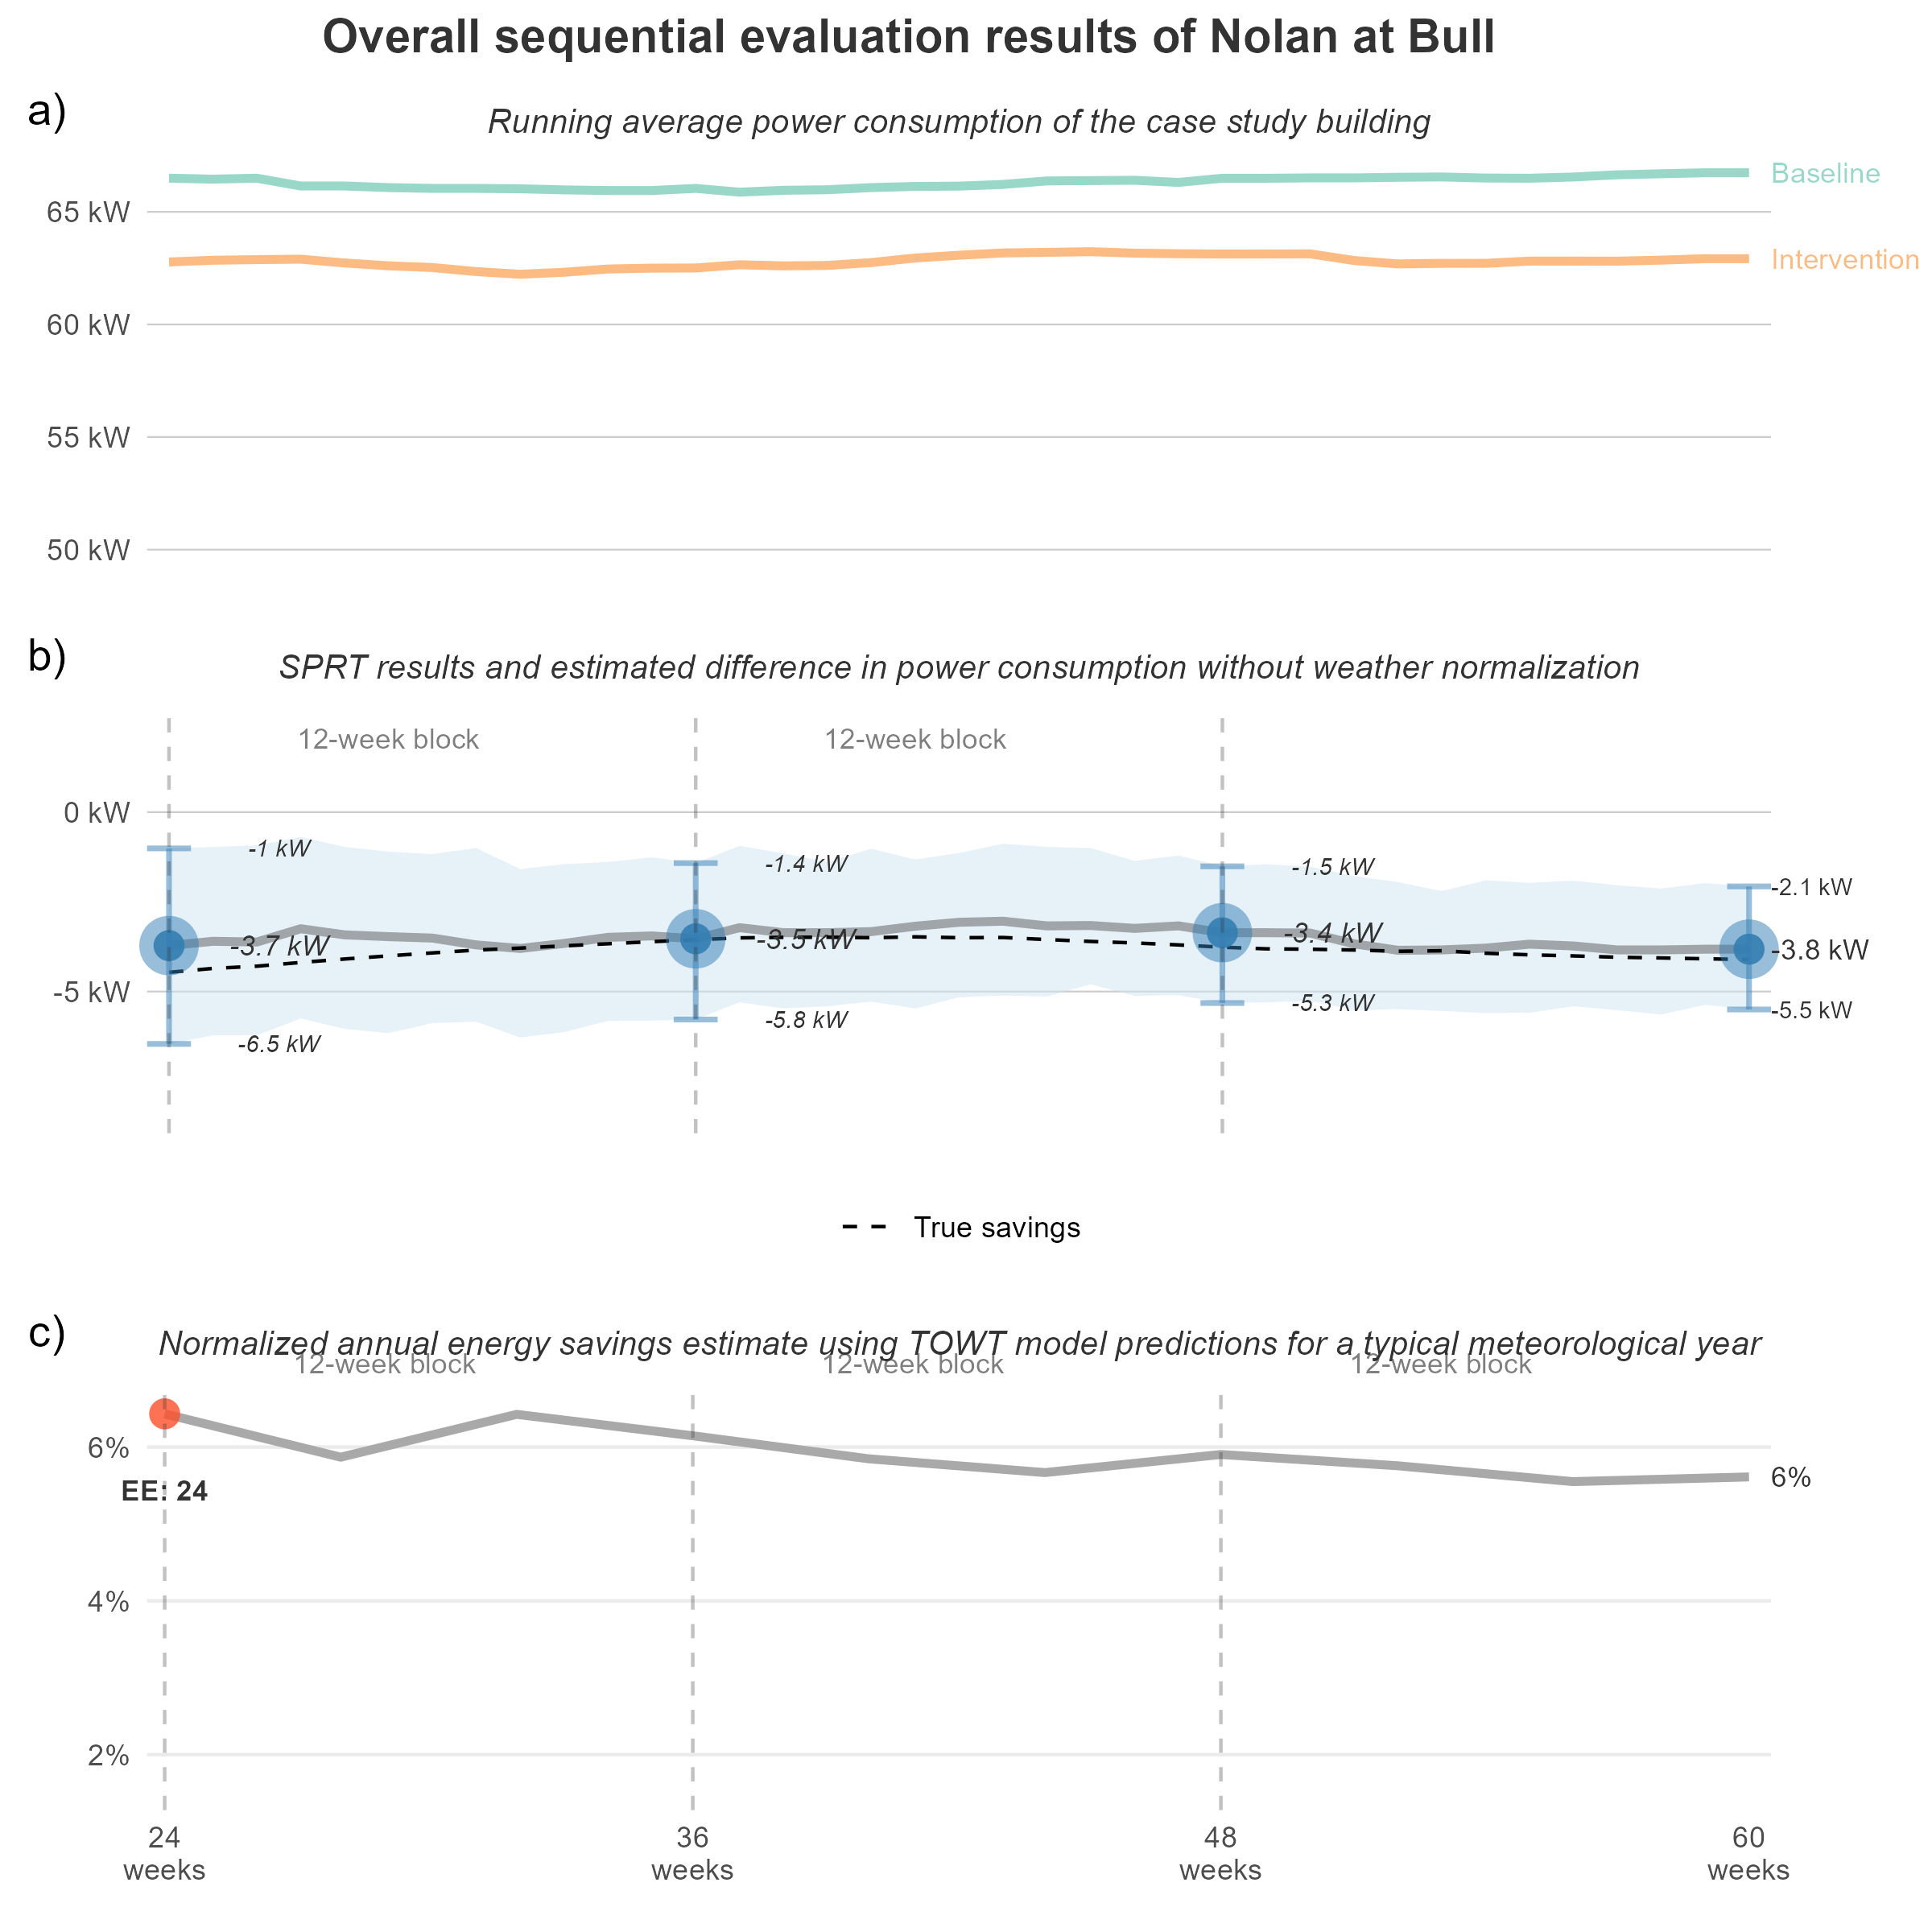 Overall sequential evaluation results of Nolan at Bull
a)
Running average power consumption of the case study building
Baseline
65 kW
Intervention
60 kW
55 kW
50 kW
b)
SPRT results and estimated difference in power consumption without weather normalization
12-week block
12-week block
0 kW
-1 kW
-1.4 kW
-1.5 kW
-2.1 kW
-3.7 kW
-3.5 kW
-3.4 kW
-3.8 kW
-5 kW
-5.3 kW
-5.5 kW
-5.8 kW
-6.5 kW
True savings
c)
Normalized annual energy savings estimate using TOWT model predictions for a typical meteorological year
12-week block
12-week block
12-week block
6%
6%
EE: 24
4%
2%
24
weeks
36
weeks
48
weeks
60
weeks